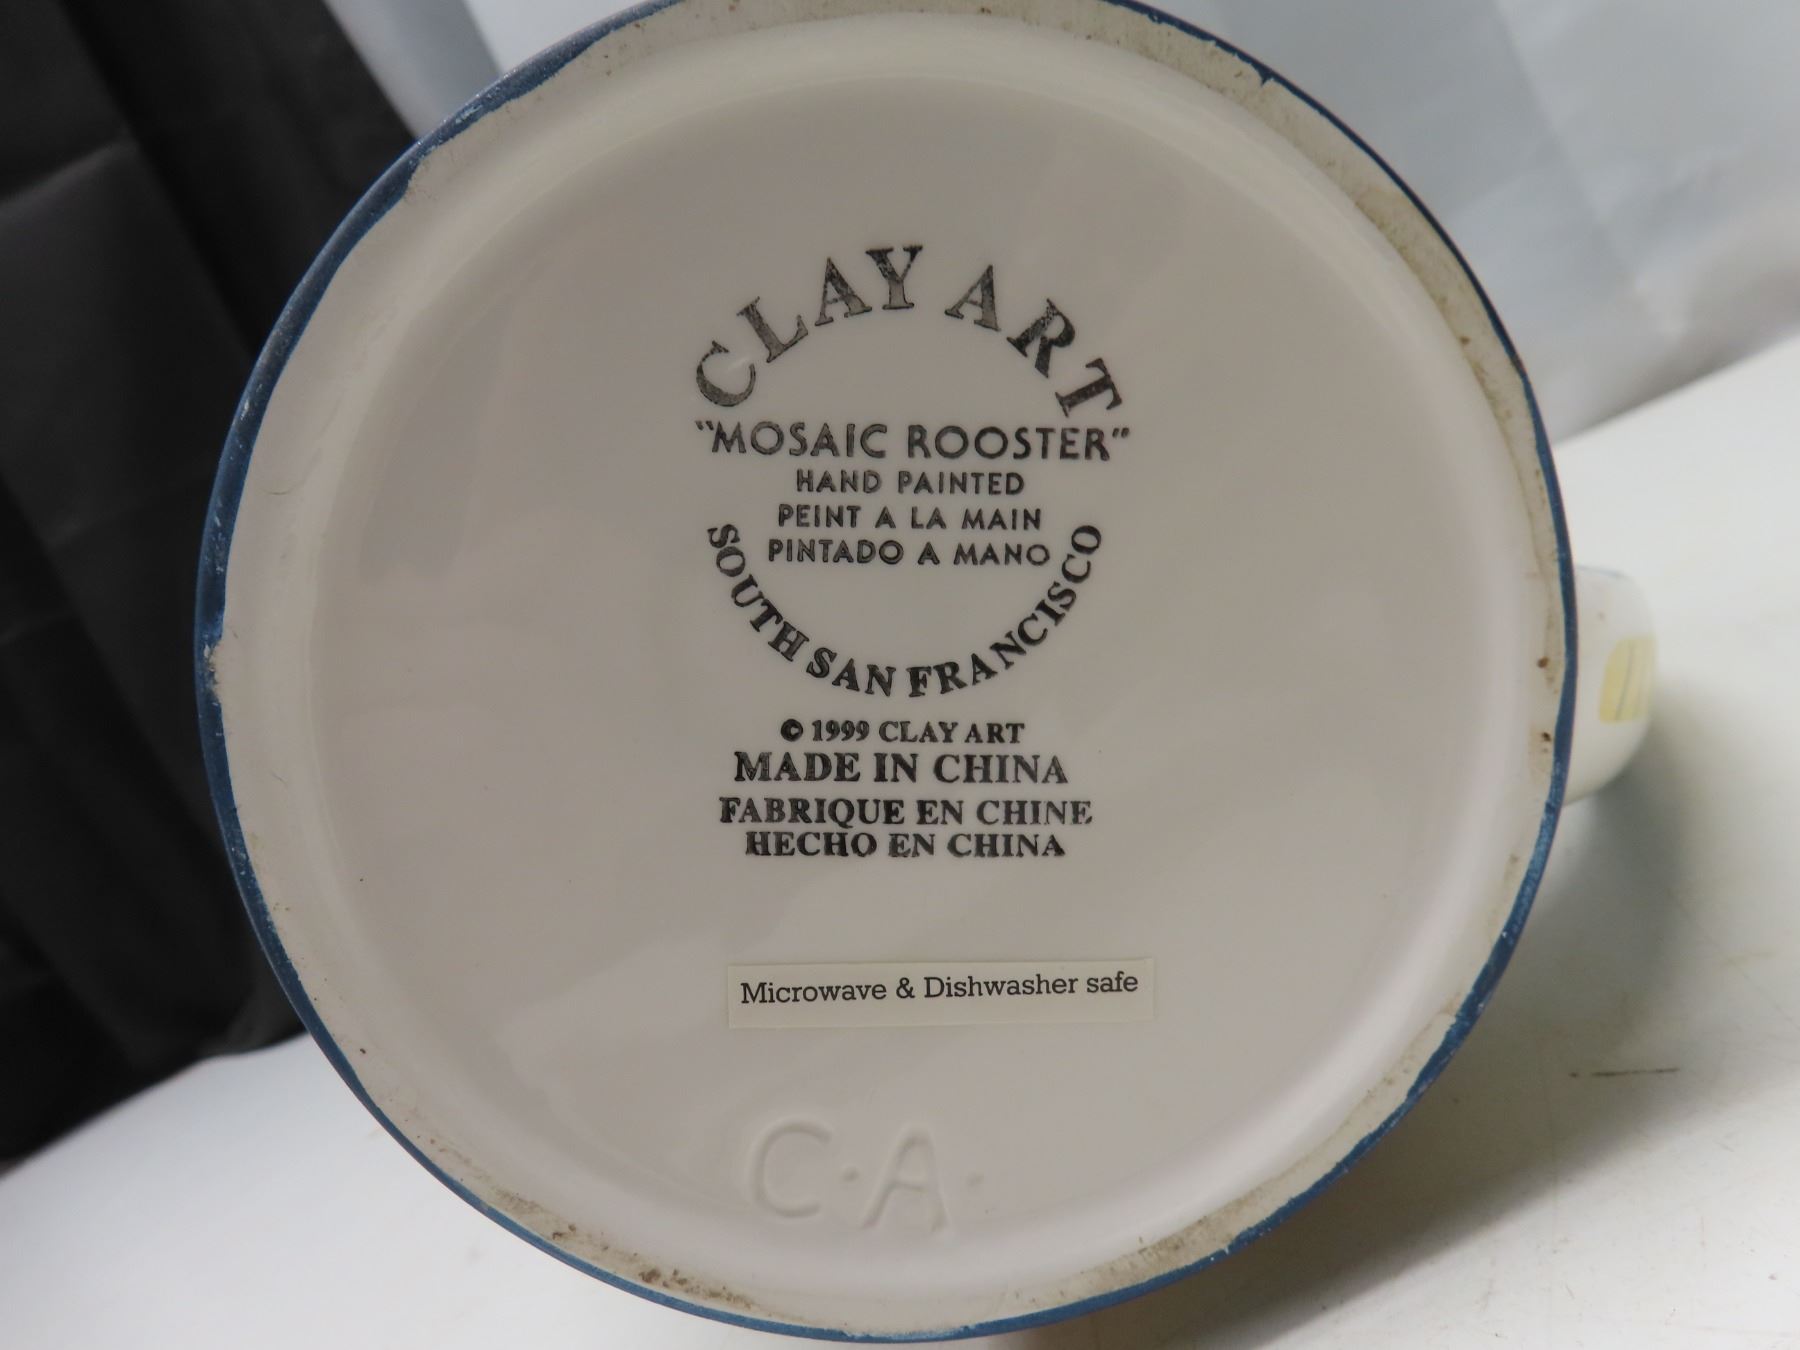 CLAY ART
"MOSAIC ROOSTER"
HAND PAINTED
PEINT A LA MAIN
PINTADO A MANO
SOUTH SAN FRANCISCO
© 1999 CLAY ART
MADE IN CHINA
FABRIQUE EN CHINE
HECHO EN CHINA
Microwave & Dishwasher safe
C·A·